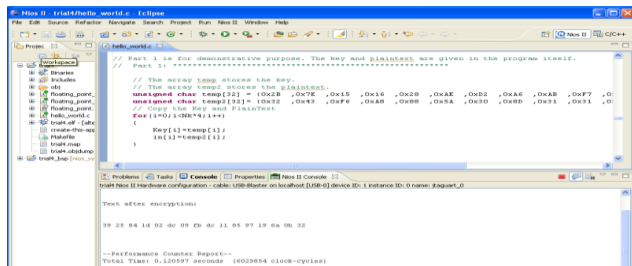 Nios II - trial4/hello_world.c - Eclipse
File Edit Source Refactor Navigate Search Project Run Nios II Window Help
Nios II C/C++
Projec
hello_world.c
Workspace
Binaries
Includes
obj
floating_point_
floating_point_
floating_point.
hello_world.c
trial4.elf - [alte
create-this-app
Makefile
trial4.map
trial4.objdump
trial4_bsp [nios_sy
// Part 1 is for demonstrative purpose. The key and plaintext are given in the program itself.
// Part 1: ********************************************************
// The array temp stores the key.
// The array temp2 stores the plaintext.
unsigned char temp[32] = {0x2B ,0x7E ,0x15 ,0x16 ,0x28 ,0xAE ,0xD2 ,0xA6 ,0xAB ,0xF7
unsigned char temp2[32]= {0x32 ,0x43 ,0xF6 ,0xA8 ,0x88 ,0x5A ,0x30 ,0x8D ,0x31 ,0x31
// Copy the Key and PlainText
for(i=0;i<Nk*4;i++)
{
Key[i]=temp[i];
in[i]=temp2[i];
}
Problems Tasks Console Properties Nios II Console
trial4 Nios II Hardware configuration - cable: USB-Blaster on localhost [USB-0] device ID: 1 instance ID: 0 name: jtaguart_0
Text after encryption:
39 25 84 1d 02 dc 09 fb dc 11 85 97 19 6a 0b 32
--Performance Counter Report--
Total Time: 0.120597 seconds (6029854 clock-cycles)